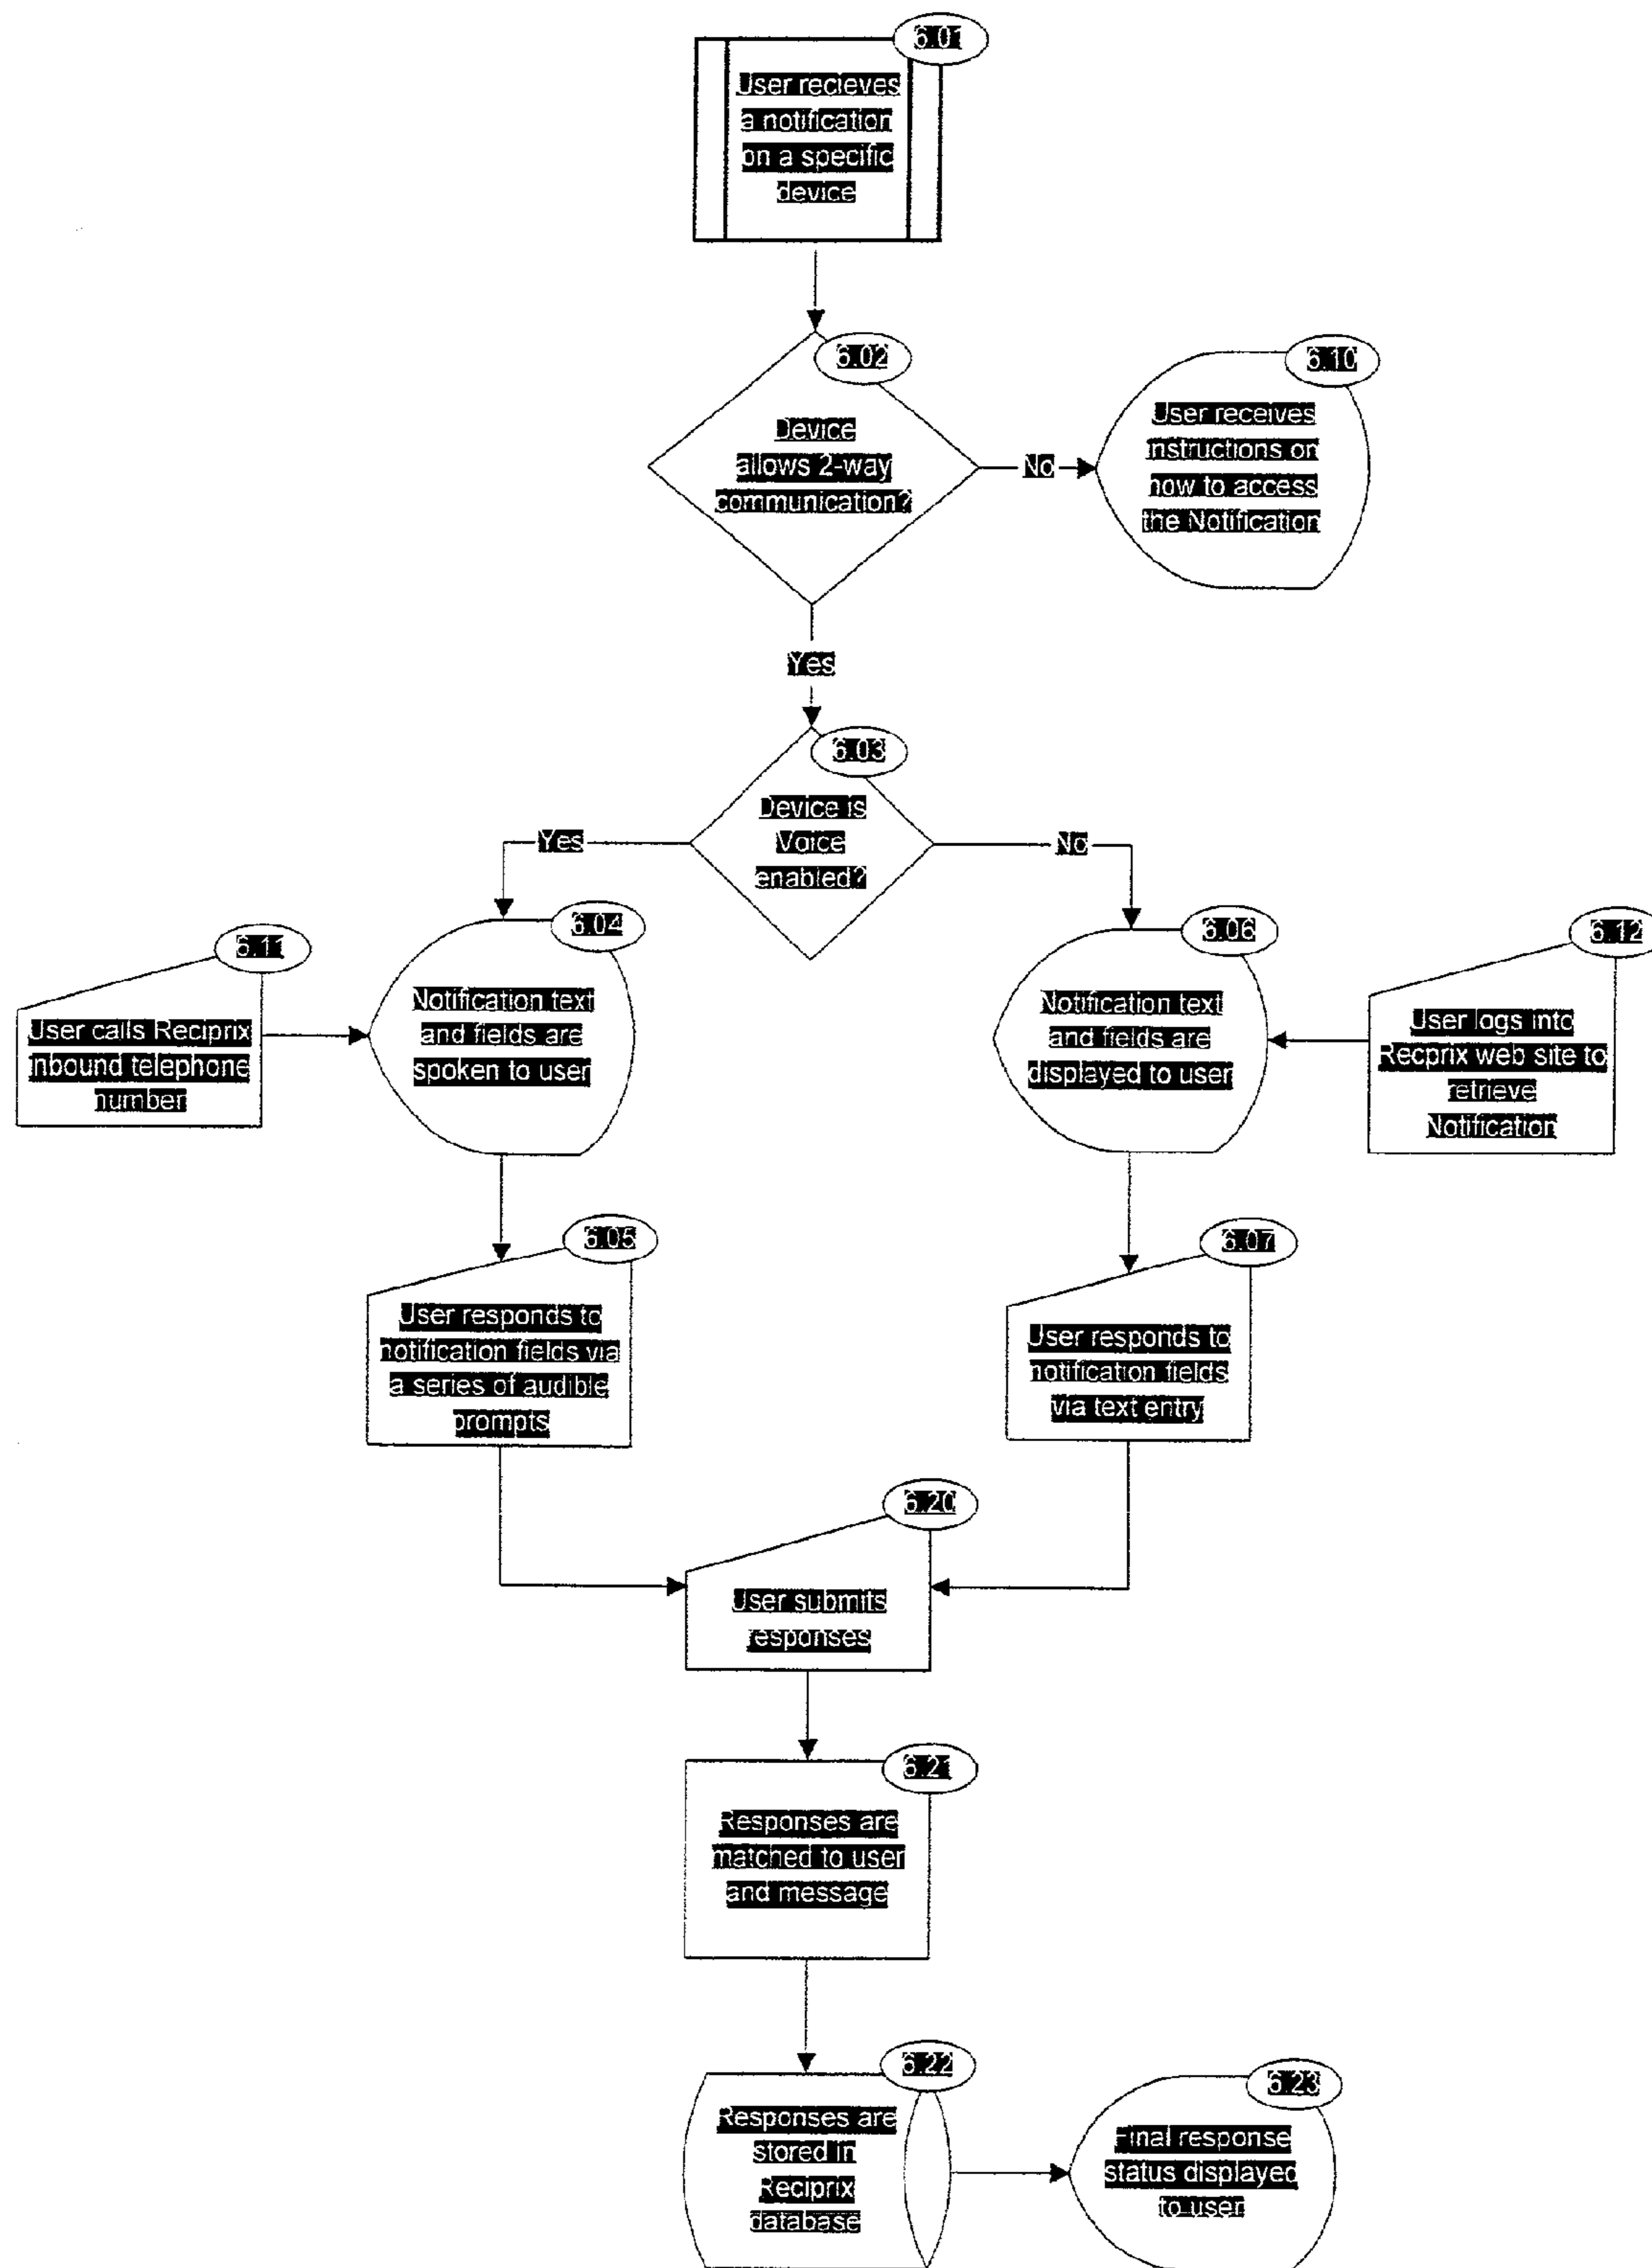 6.01
User recieves
a notification
on a specific
device
6.02
Device
allows 2-way
communication?
No
6.10
User receives
instructions on
how to access
the Notification
Yes
6.03
Device is
Voice
enabled?
Yes
No
6.11
User calls Reciprix
inbound telephone
number
6.04
Notification text
and fields are
spoken to user
6.06
Notification text
and fields are
displayed to user
6.12
User logs into
Recprix web site to
retrieve
Notification
6.05
User responds to
notification fields via
a series of audible
prompts
6.07
User responds to
notification fields
via text entry
6.20
User submits
responses
6.21
Responses are
matched to user
and message
6.22
Responses are
stored in
Reciprix
database
6.23
Final response
status displayed
to user